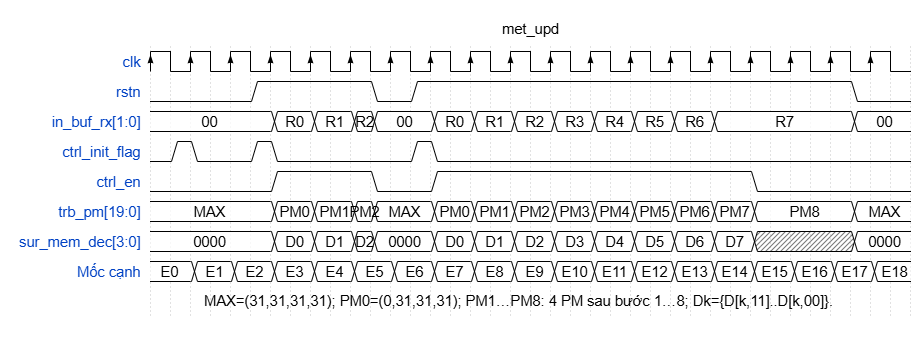 met_upd
clk
rstn
in_buf_rx[1:0] 00 R0 R1 R2 00 R0 R1 R2 R3 R4 R5 R6 R7 00
ctrl_init_flag
ctrl_en
trb_pm[19:0] MAX PM0 PM1 PM2 MAX PM0 PM1 PM2 PM3 PM4 PM5 PM6 PM7 PM8 MAX
sur_mem_dec[3:0] 0000 D0 D1 D2 0000 D0 D1 D2 D3 D4 D5 D6 D7 0000
Mốc cạnh E0 E1 E2 E3 E4 E5 E6 E7 E8 E9 E10 E11 E12 E13 E14 E15 E16 E17 E18
MAX=(31,31,31,31); PM0=(0,31,31,31); PM1…PM8: 4 PM sau bước 1…8; Dk={D[k,11]..D[k,00]}.